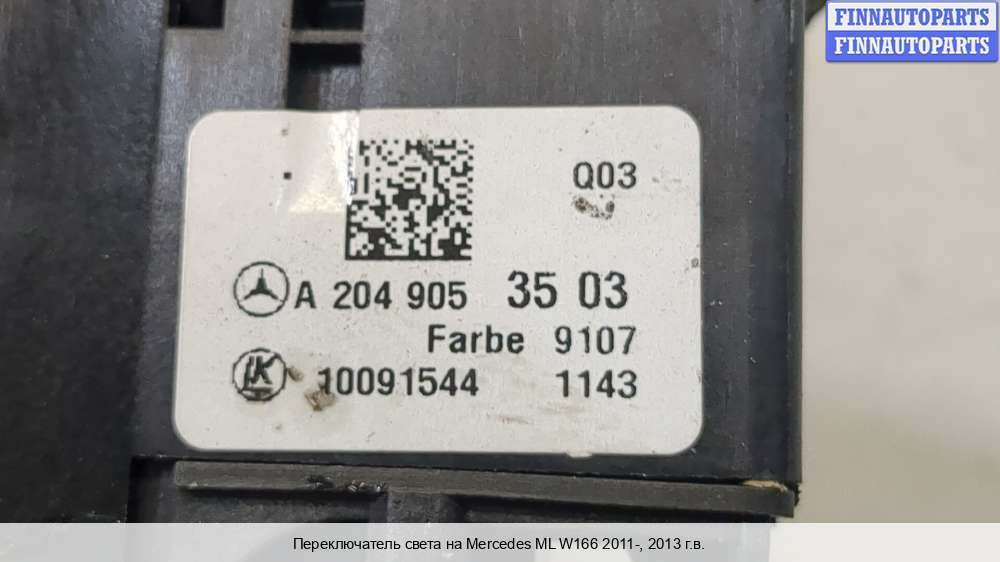 FINNAUTOPARTS
FINNAUTOPARTS
Q03
A 204 905 35 03
Farbe 9107
LK 10091544 1143
Переключатель света на Mercedes ML W166 2011-, 2013 г.в.